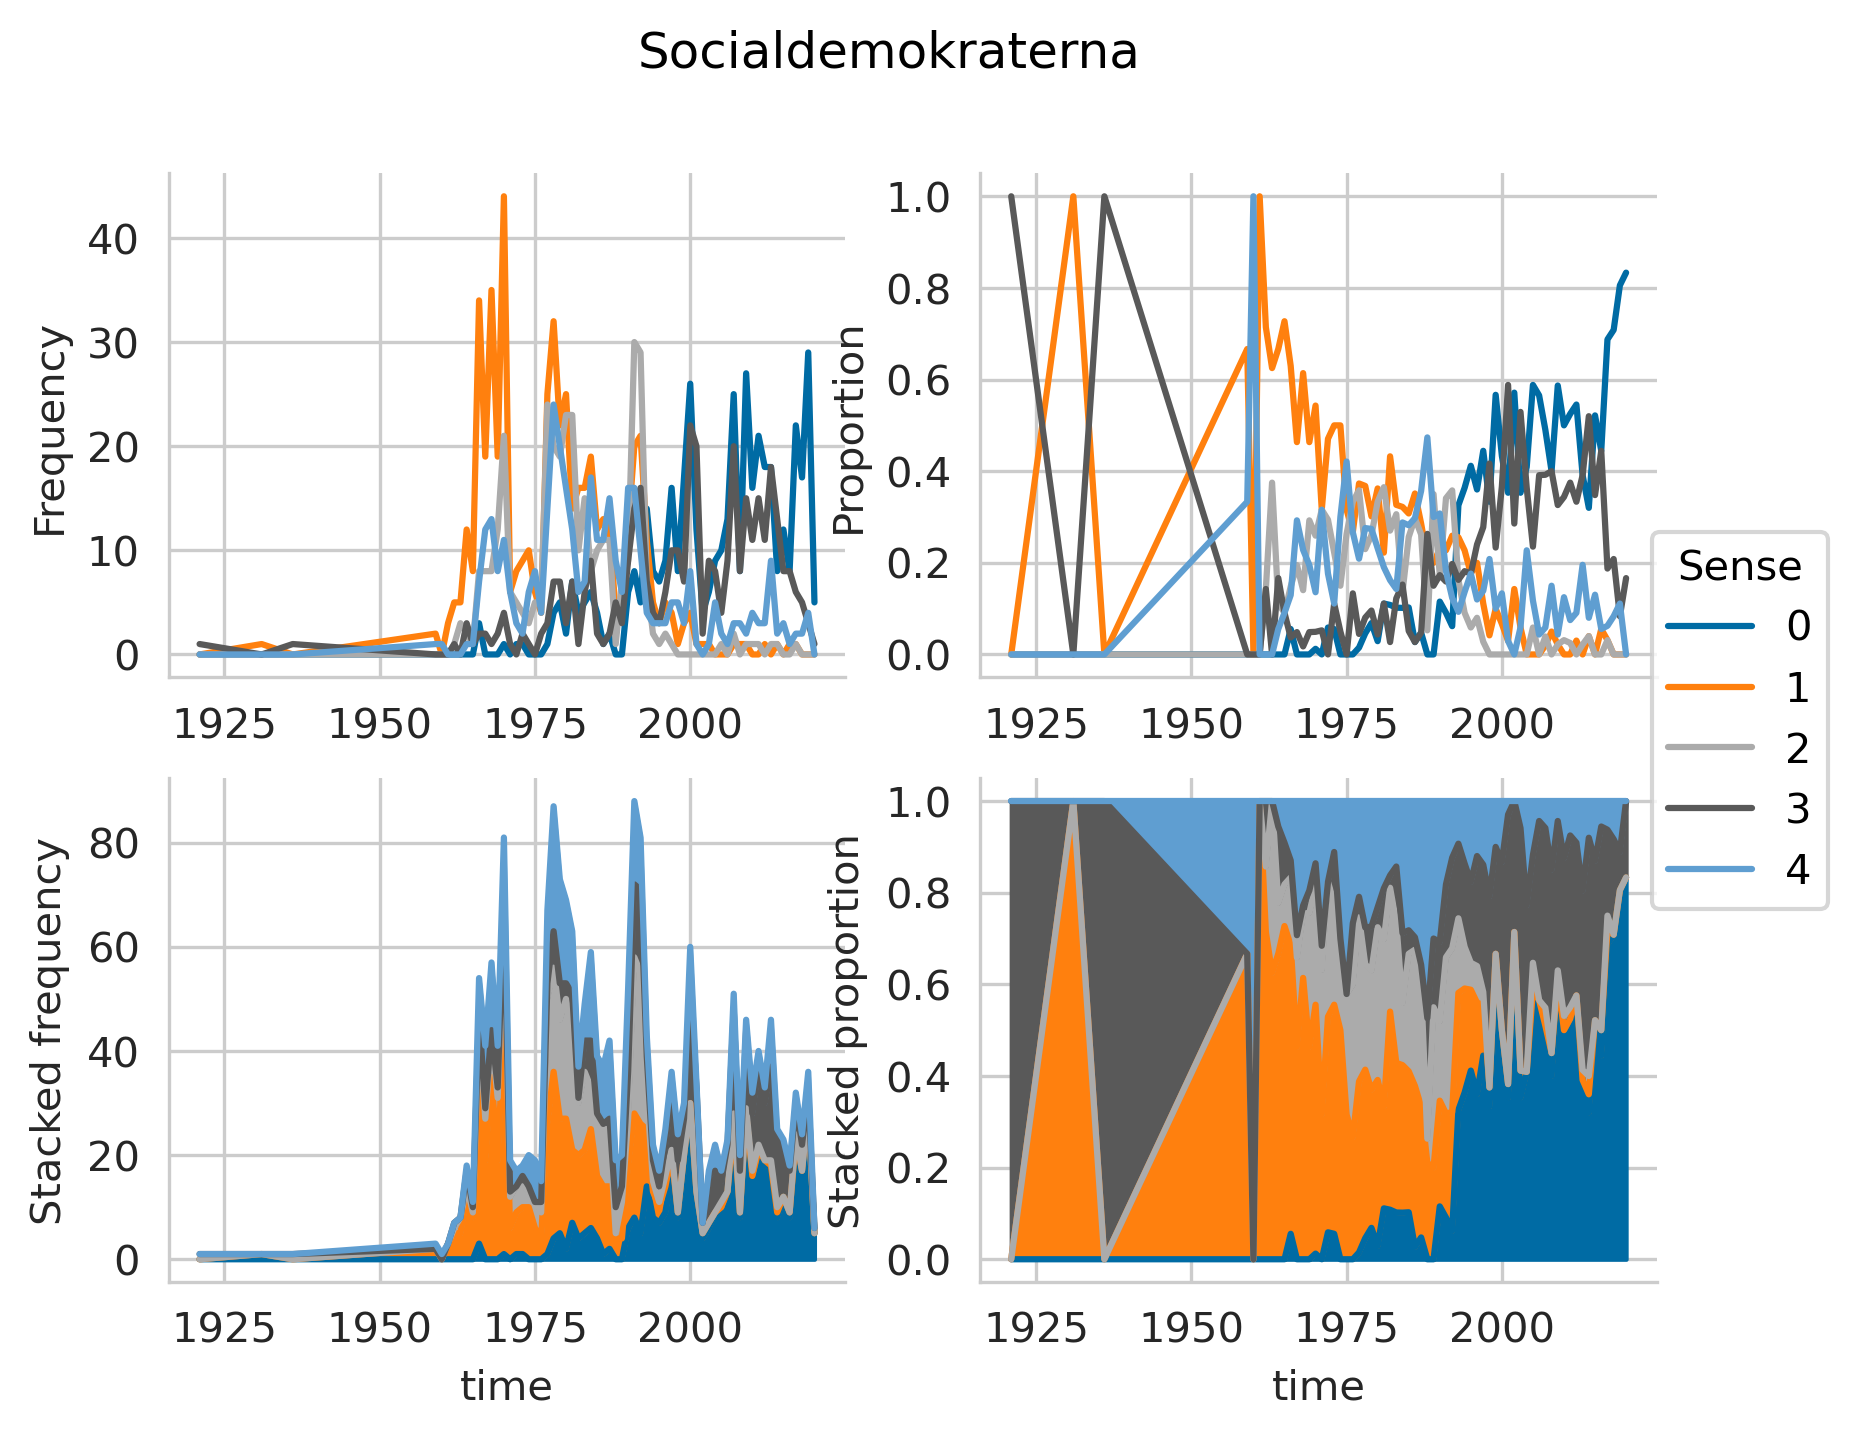 Socialdemokraterna
Frequency
40
30
20
10
0
1925 1950 1975 2000
Proportion
1.0
0.8
0.6
0.4
0.2
0.0
1925 1950 1975 2000
Sense
0
1
2
3
4
Stacked frequency
80
60
40
20
0
1925 1950 1975 2000
time
Stacked proportion
1.0
0.8
0.6
0.4
0.2
0.0
1925 1950 1975 2000
time